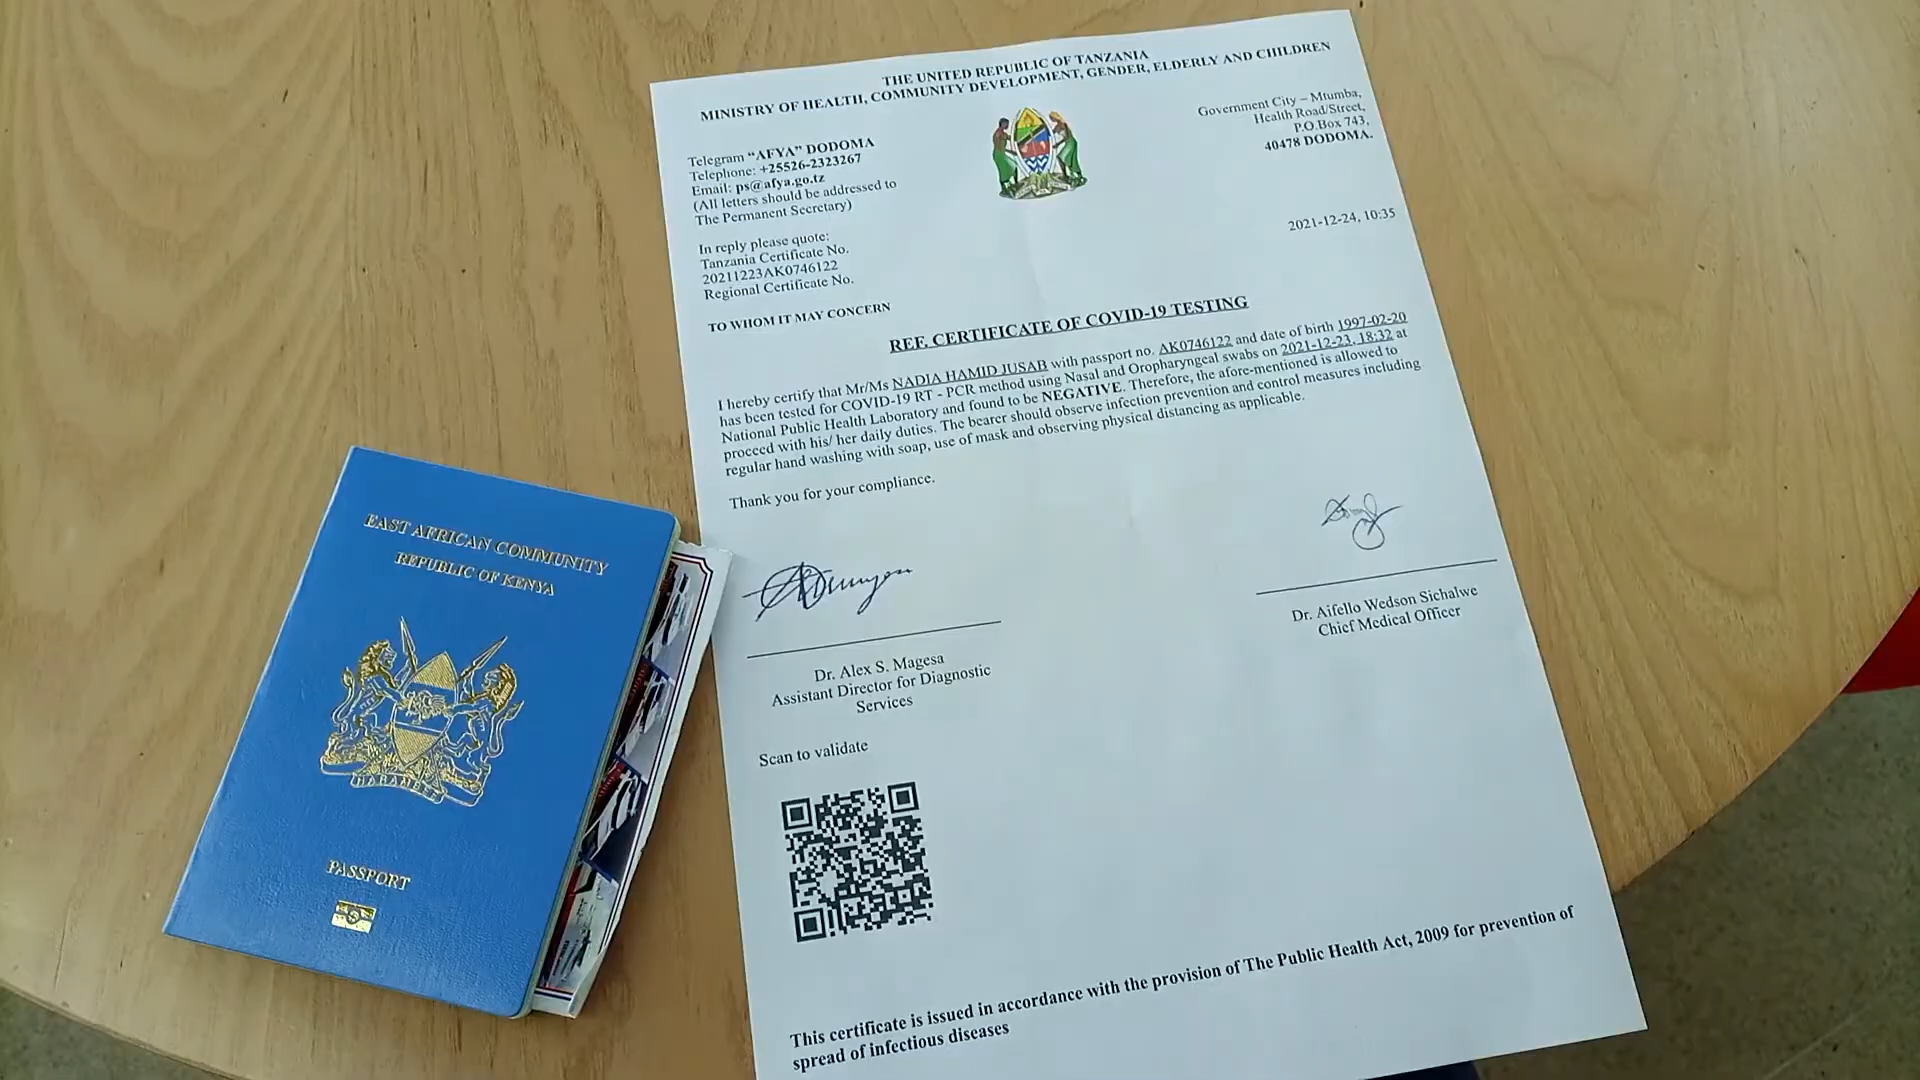 THE UNITED REPUBLIC OF TANZANIA
MINISTRY OF HEALTH, COMMUNITY DEVELOPMENT, GENDER, ELDERLY AND CHILDREN
Telegram “AFYA” DODOMA
Telephone: +25526-2323267
Email: ps@afya.go.tz
(All letters should be addressed to
The Permanent Secretary)
Government City – Mtumba,
Health Road/Street,
P.O.Box 743,
40478 DODOMA.
2021-12-24, 10:35
In reply please quote:
Tanzania Certificate No.
20211223AK0746122
Regional Certificate No.
TO WHOM IT MAY CONCERN
REF. CERTIFICATE OF COVID-19 TESTING
I hereby certify that Mr/Ms NADIA HAMID JUSAB with passport no. AK0746122 and date of birth 1997-02-20
has been tested for COVID-19 RT - PCR method using Nasal and Oropharyngeal swabs on 2021-12-23, 18:32 at
National Public Health Laboratory and found to be NEGATIVE. Therefore, the afore-mentioned is allowed to
proceed with his/ her daily duties. The bearer should observe infection prevention and control measures including
regular hand washing with soap, use of mask and observing physical distancing as applicable.
Thank you for your compliance.
Dr. Alex S. Magesa
Assistant Director for Diagnostic
Services
Dr. Aifello Wedson Sichalwe
Chief Medical Officer
Scan to validate
This certificate is issued in accordance with the provision of The Public Health Act, 2009 for prevention of
spread of infectious diseases
EAST AFRICAN COMMUNITY
REPUBLIC OF KENYA
HARAMBEE
PASSPORT